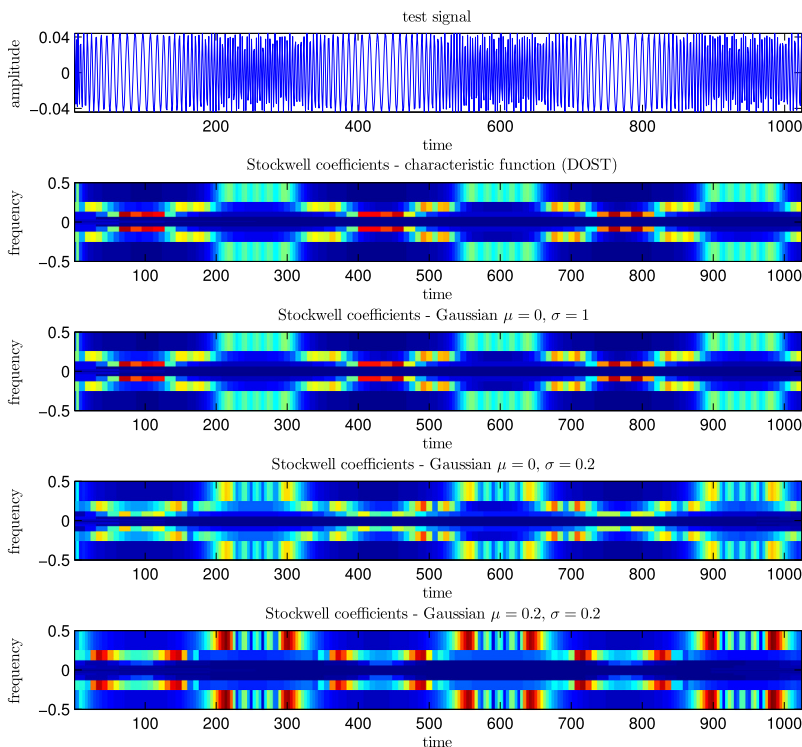 test signal
amplitude
0.04
0
−0.04
200 400 600 800 1000
time
Stockwell coefficients - characteristic function (DOST)
frequency
0.5
0
−0.5
100 200 300 400 500 600 700 800 900 1000
time
Stockwell coefficients - Gaussian μ = 0, σ = 1
frequency
0.5
0
−0.5
100 200 300 400 500 600 700 800 900 1000
time
Stockwell coefficients - Gaussian μ = 0, σ = 0.2
frequency
0.5
0
−0.5
100 200 300 400 500 600 700 800 900 1000
time
Stockwell coefficients - Gaussian μ = 0.2, σ = 0.2
frequency
0.5
0
−0.5
100 200 300 400 500 600 700 800 900 1000
time